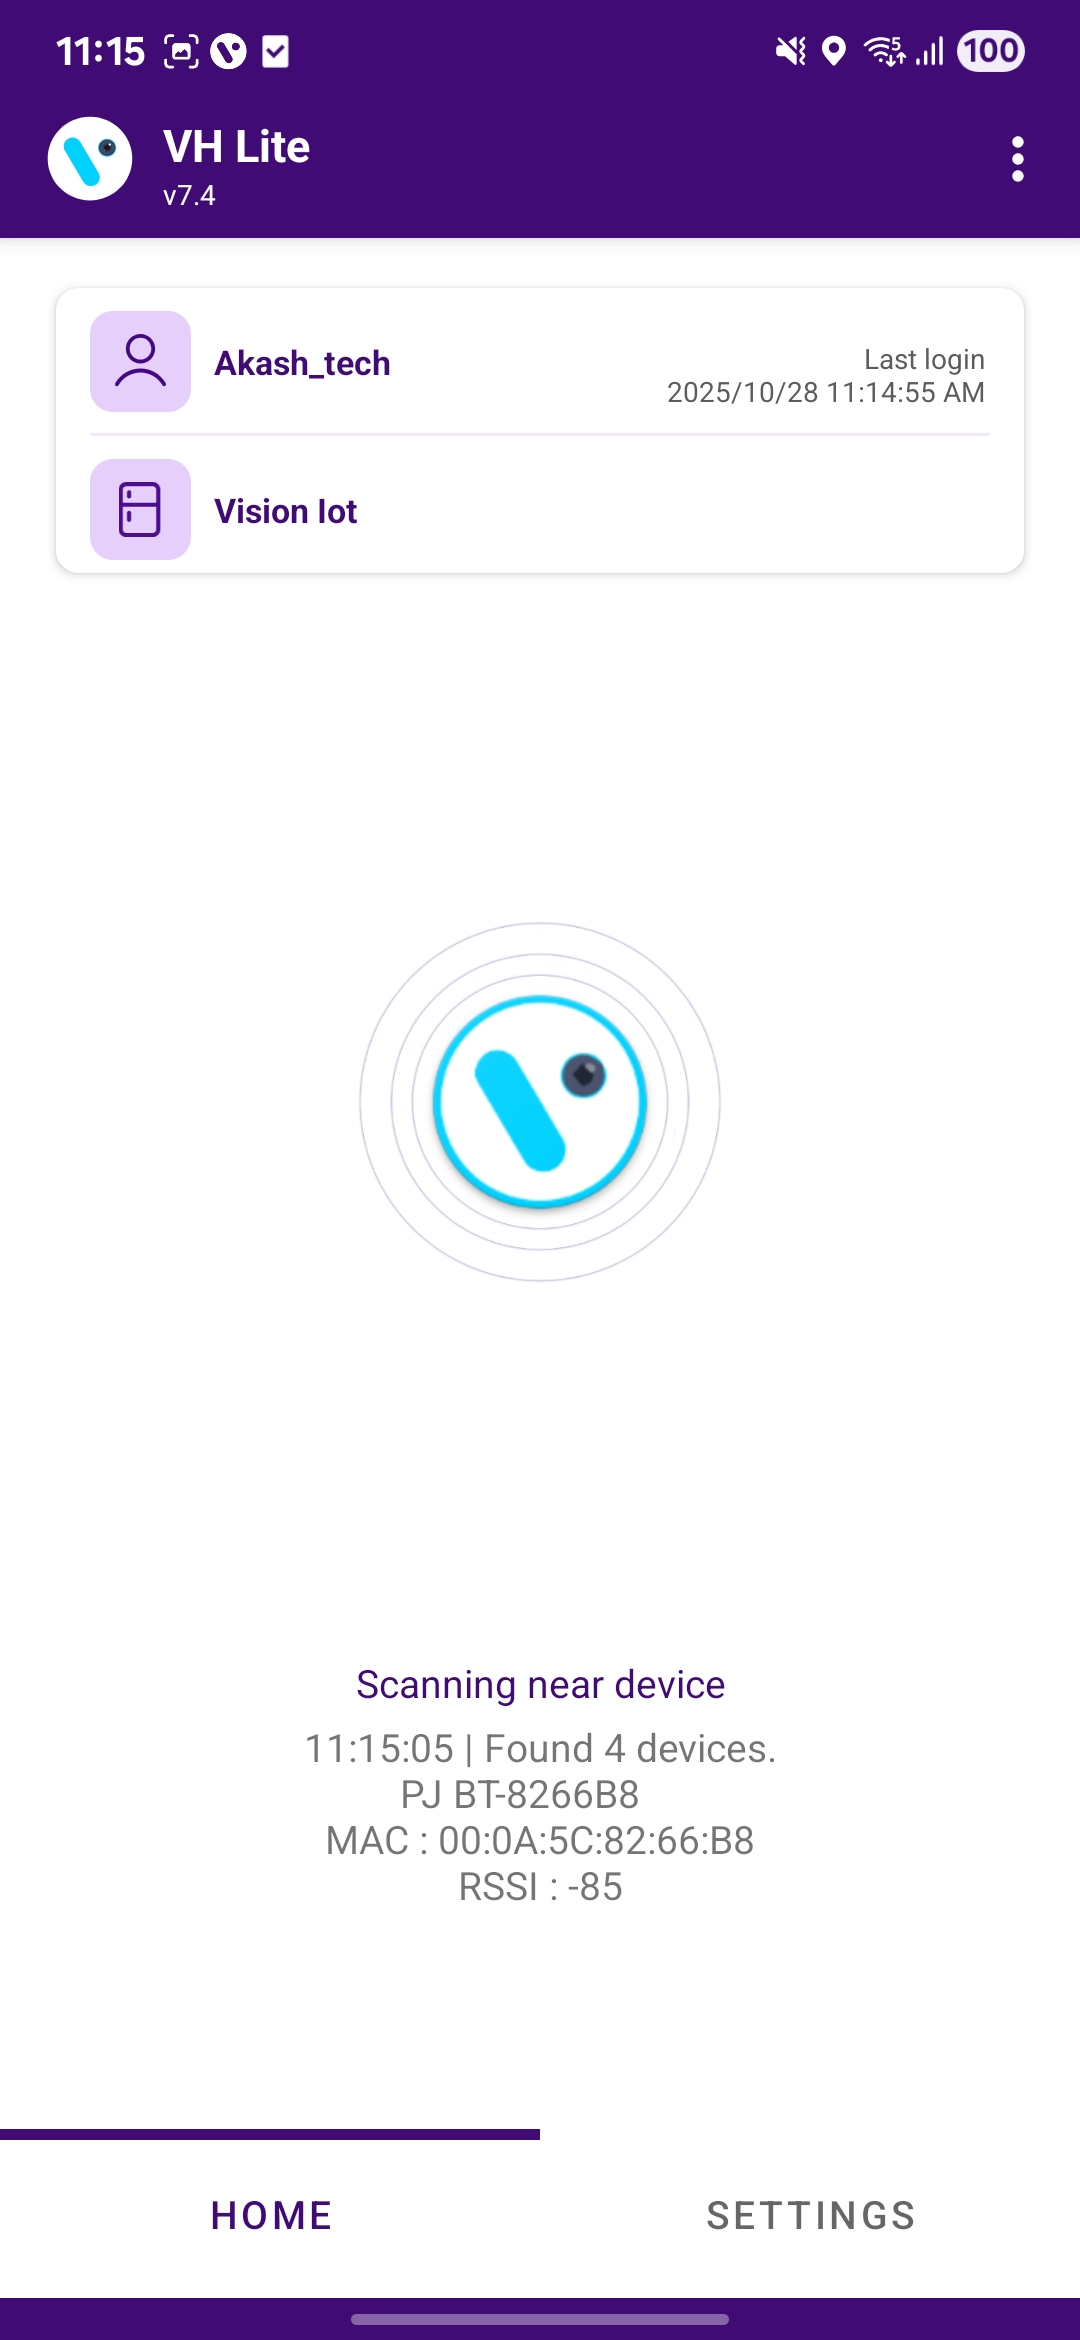 11:15
5
100
VH Lite
v7.4
Akash_tech
Last login
2025/10/28 11:14:55 AM
Vision Iot
Scanning near device
11:15:05 | Found 4 devices.
PJ BT-8266B8
MAC : 00:0A:5C:82:66:B8
RSSI : -85
HOME
SETTINGS